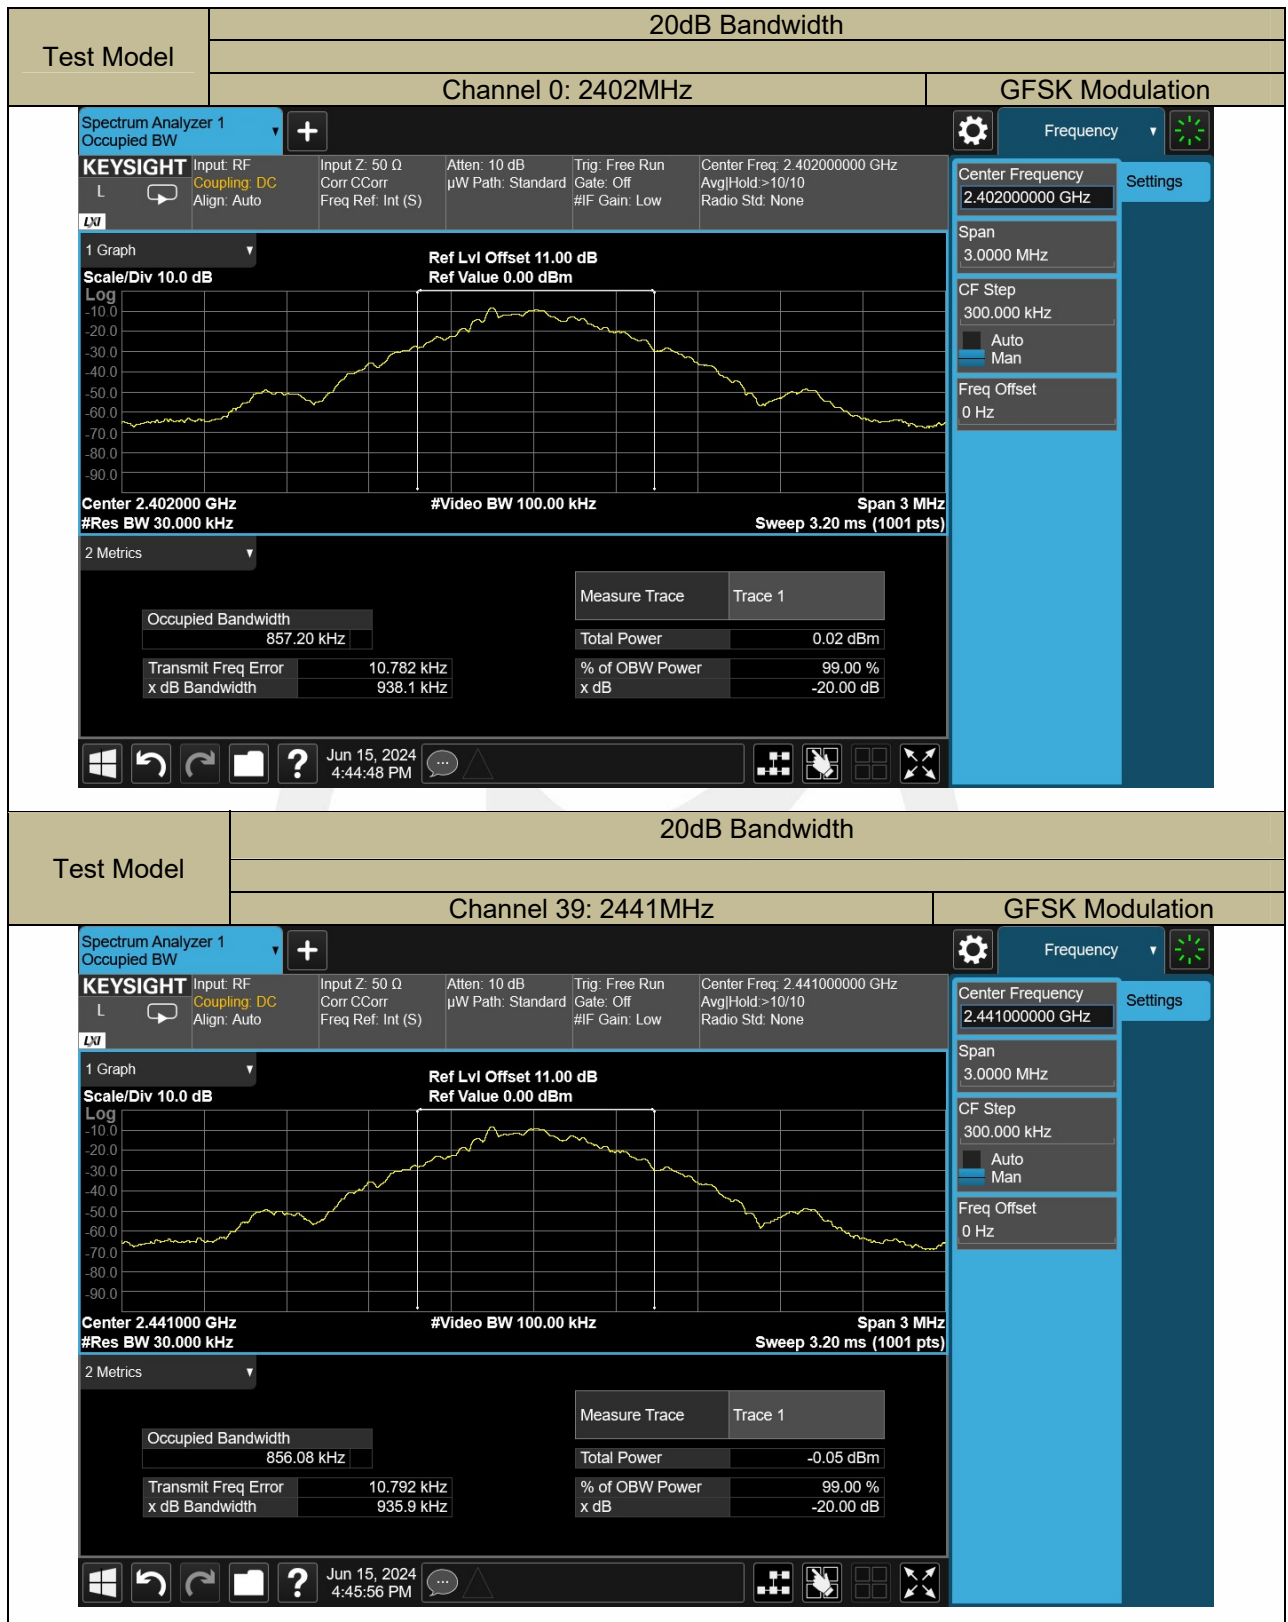 20dB Bandwidth
Test Model
Channel 0: 2402MHz GFSK Modulation
Spectrum Analyzer 1
Occupied BW
Frequency
KEYSIGHT Input: RF Input Z: 50 Ω Atten: 10 dB Trig: Free Run Center Freq: 2.402000000 GHz
L Coupling: DC Corr CCorr µW Path: Standard Gate: Off Avg|Hold:>10/10
Align: Auto Freq Ref: Int (S) #IF Gain: Low Radio Std: None
LXI
Center Frequency
2.402000000 GHz
Settings
Span
3.0000 MHz
CF Step
300.000 kHz
Auto
Man
Freq Offset
0 Hz
1 Graph
Ref Lvl Offset 11.00 dB
Scale/Div 10.0 dB Ref Value 0.00 dBm
Log
-10.0
-20.0
-30.0
-40.0
-50.0
-60.0
-70.0
-80.0
-90.0
Center 2.402000 GHz #Video BW 100.00 kHz Span 3 MHz
#Res BW 30.000 kHz Sweep 3.20 ms (1001 pts)
2 Metrics
Measure Trace Trace 1
Occupied Bandwidth
857.20 kHz Total Power 0.02 dBm
Transmit Freq Error 10.782 kHz % of OBW Power 99.00 %
x dB Bandwidth 938.1 kHz x dB -20.00 dB
?
Jun 15, 2024
4:44:48 PM
20dB Bandwidth
Test Model
Channel 39: 2441MHz GFSK Modulation
Spectrum Analyzer 1
Occupied BW
Frequency
KEYSIGHT Input: RF Input Z: 50 Ω Atten: 10 dB Trig: Free Run Center Freq: 2.441000000 GHz
L Coupling: DC Corr CCorr µW Path: Standard Gate: Off Avg|Hold:>10/10
Align: Auto Freq Ref: Int (S) #IF Gain: Low Radio Std: None
LXI
Center Frequency
2.441000000 GHz
Settings
Span
3.0000 MHz
CF Step
300.000 kHz
Auto
Man
Freq Offset
0 Hz
1 Graph
Ref Lvl Offset 11.00 dB
Scale/Div 10.0 dB Ref Value 0.00 dBm
Log
-10.0
-20.0
-30.0
-40.0
-50.0
-60.0
-70.0
-80.0
-90.0
Center 2.441000 GHz #Video BW 100.00 kHz Span 3 MHz
#Res BW 30.000 kHz Sweep 3.20 ms (1001 pts)
2 Metrics
Measure Trace Trace 1
Occupied Bandwidth
856.08 kHz Total Power -0.05 dBm
Transmit Freq Error 10.792 kHz % of OBW Power 99.00 %
x dB Bandwidth 935.9 kHz x dB -20.00 dB
?
Jun 15, 2024
4:45:56 PM